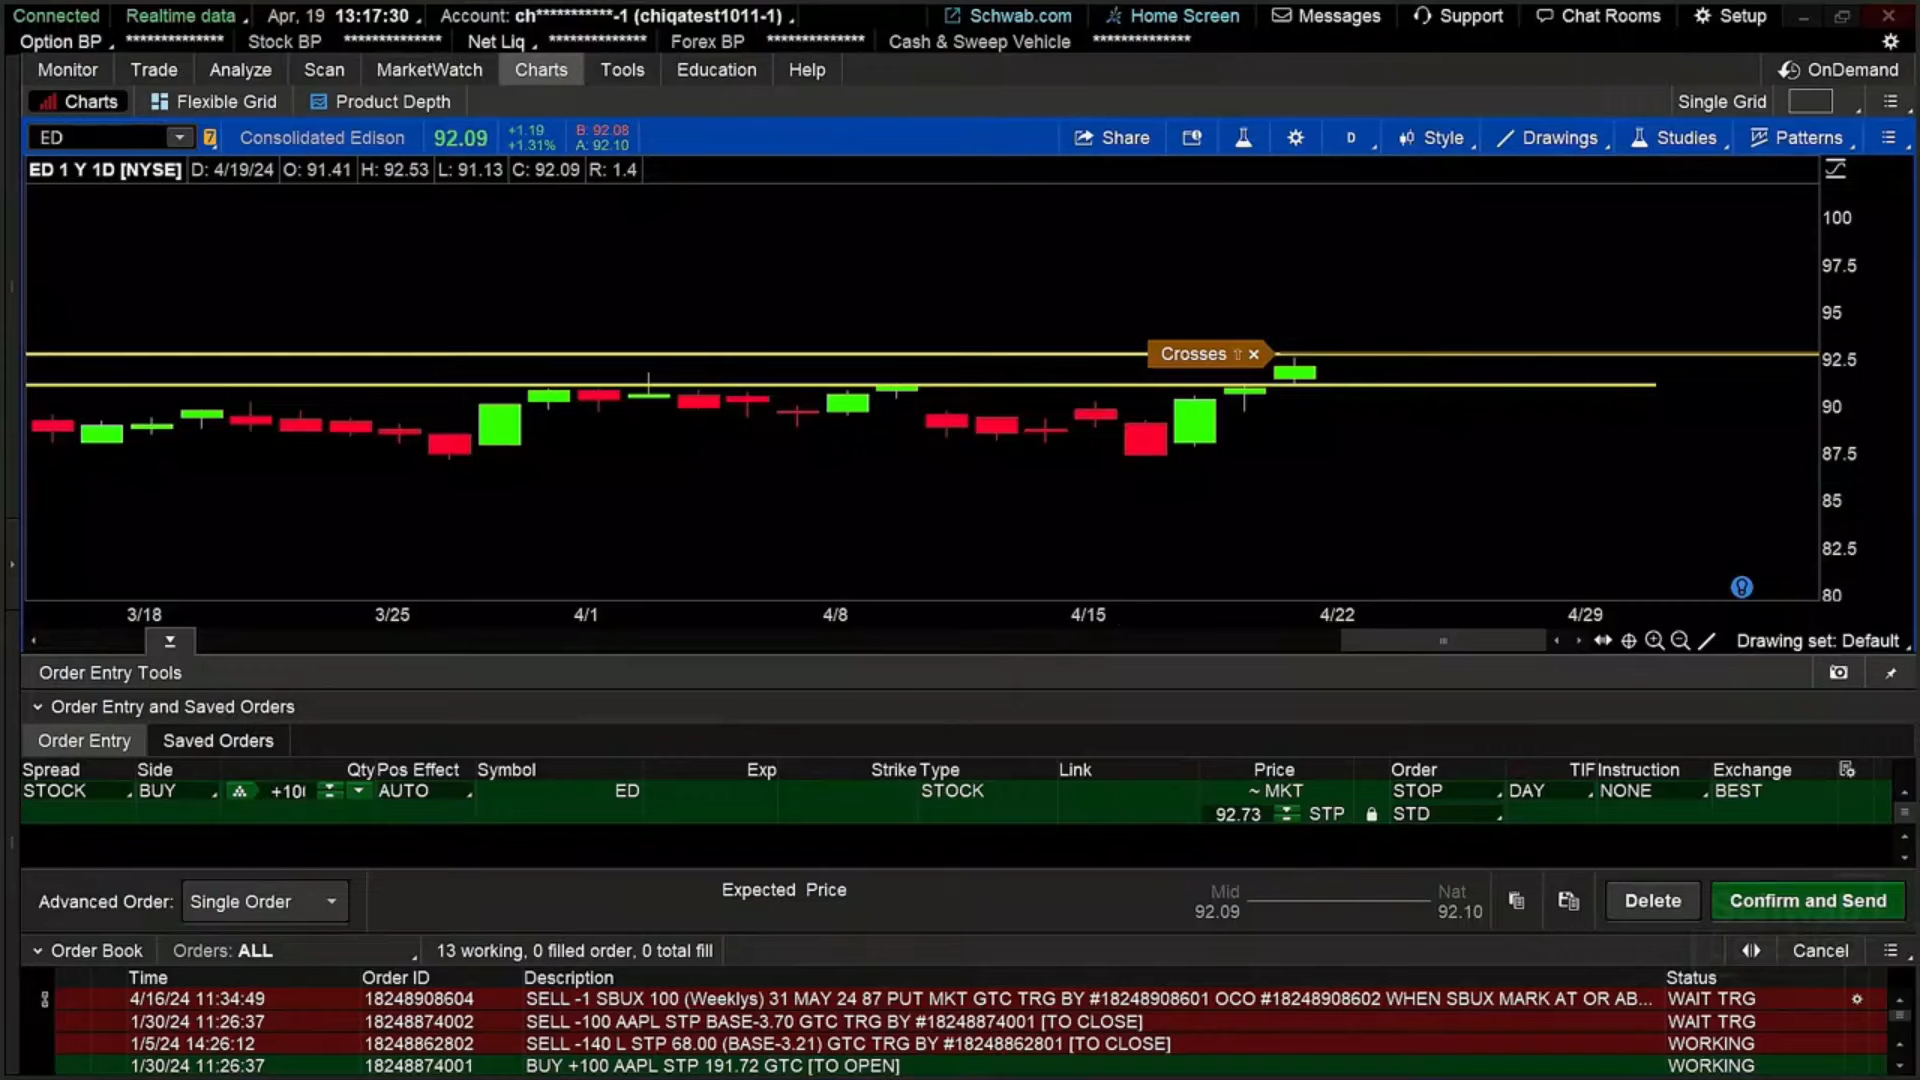 Connected Realtime data Apr, 19 13:17:30 Account: ch***********-1 (chiqatest1011-1) Schwab.com Home Screen Messages Support Chat Rooms Setup
Option BP ************** Stock BP ************** Net Liq ************** Forex BP ************** Cash & Sweep Vehicle **************
Monitor Trade Analyze Scan MarketWatch Charts Tools Education Help OnDemand
Charts Flexible Grid Product Depth Single Grid
ED 7 Consolidated Edison 92.09 +1.19 B: 92.08 Share D Style Drawings Studies Patterns
+1.31% A: 92.10
ED 1 Y 1D [NYSE] D: 4/19/24 O: 91.41 H: 92.53 L: 91.13 C: 92.09 R: 1.4
100
97.5
95
Crosses
92.5
90
87.5
85
82.5
80
3/18 3/25 4/1 4/8 4/15 4/22 4/29
Drawing set: Default
Order Entry Tools
Order Entry and Saved Orders
Order Entry Saved Orders
Spread Side Qty Pos Effect Symbol Exp Strike Type Link Price Order TIF Instruction Exchange
STOCK BUY +10 AUTO ED STOCK ~ MKT STOP DAY NONE BEST
92.73 STP STD
Advanced Order: Single Order Expected Price Mid 92.09 Nat 92.10 Delete Confirm and Send
Order Book Orders: ALL 13 working, 0 filled order, 0 total fill Cancel
Time Order ID Description Status
4/16/24 11:34:49 18248908604 SELL -1 SBUX 100 (Weeklys) 31 MAY 24 87 PUT MKT GTC TRG BY #18248908601 OCO #18248908602 WHEN SBUX MARK AT OR AB... WAIT TRG
1/30/24 11:26:37 18248874002 SELL -100 AAPL STP BASE-3.70 GTC TRG BY #18248874001 [TO CLOSE] WAIT TRG
1/5/24 14:26:12 18248862802 SELL -140 L STP 68.00 (BASE-3.21) GTC TRG BY #18248862801 [TO CLOSE] WORKING
1/30/24 11:26:37 18248874001 BUY +100 AAPL STP 191.72 GTC [TO OPEN] WORKING